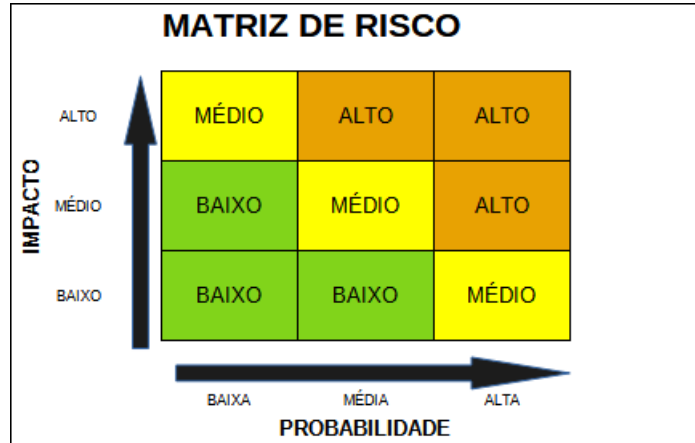 MATRIZ DE RISCO
ALTO MÉDIO ALTO ALTO
IMPACTO
MÉDIO BAIXO MÉDIO ALTO
BAIXO BAIXO BAIXO MÉDIO
BAIXA MÉDIA ALTA
PROBABILIDADE